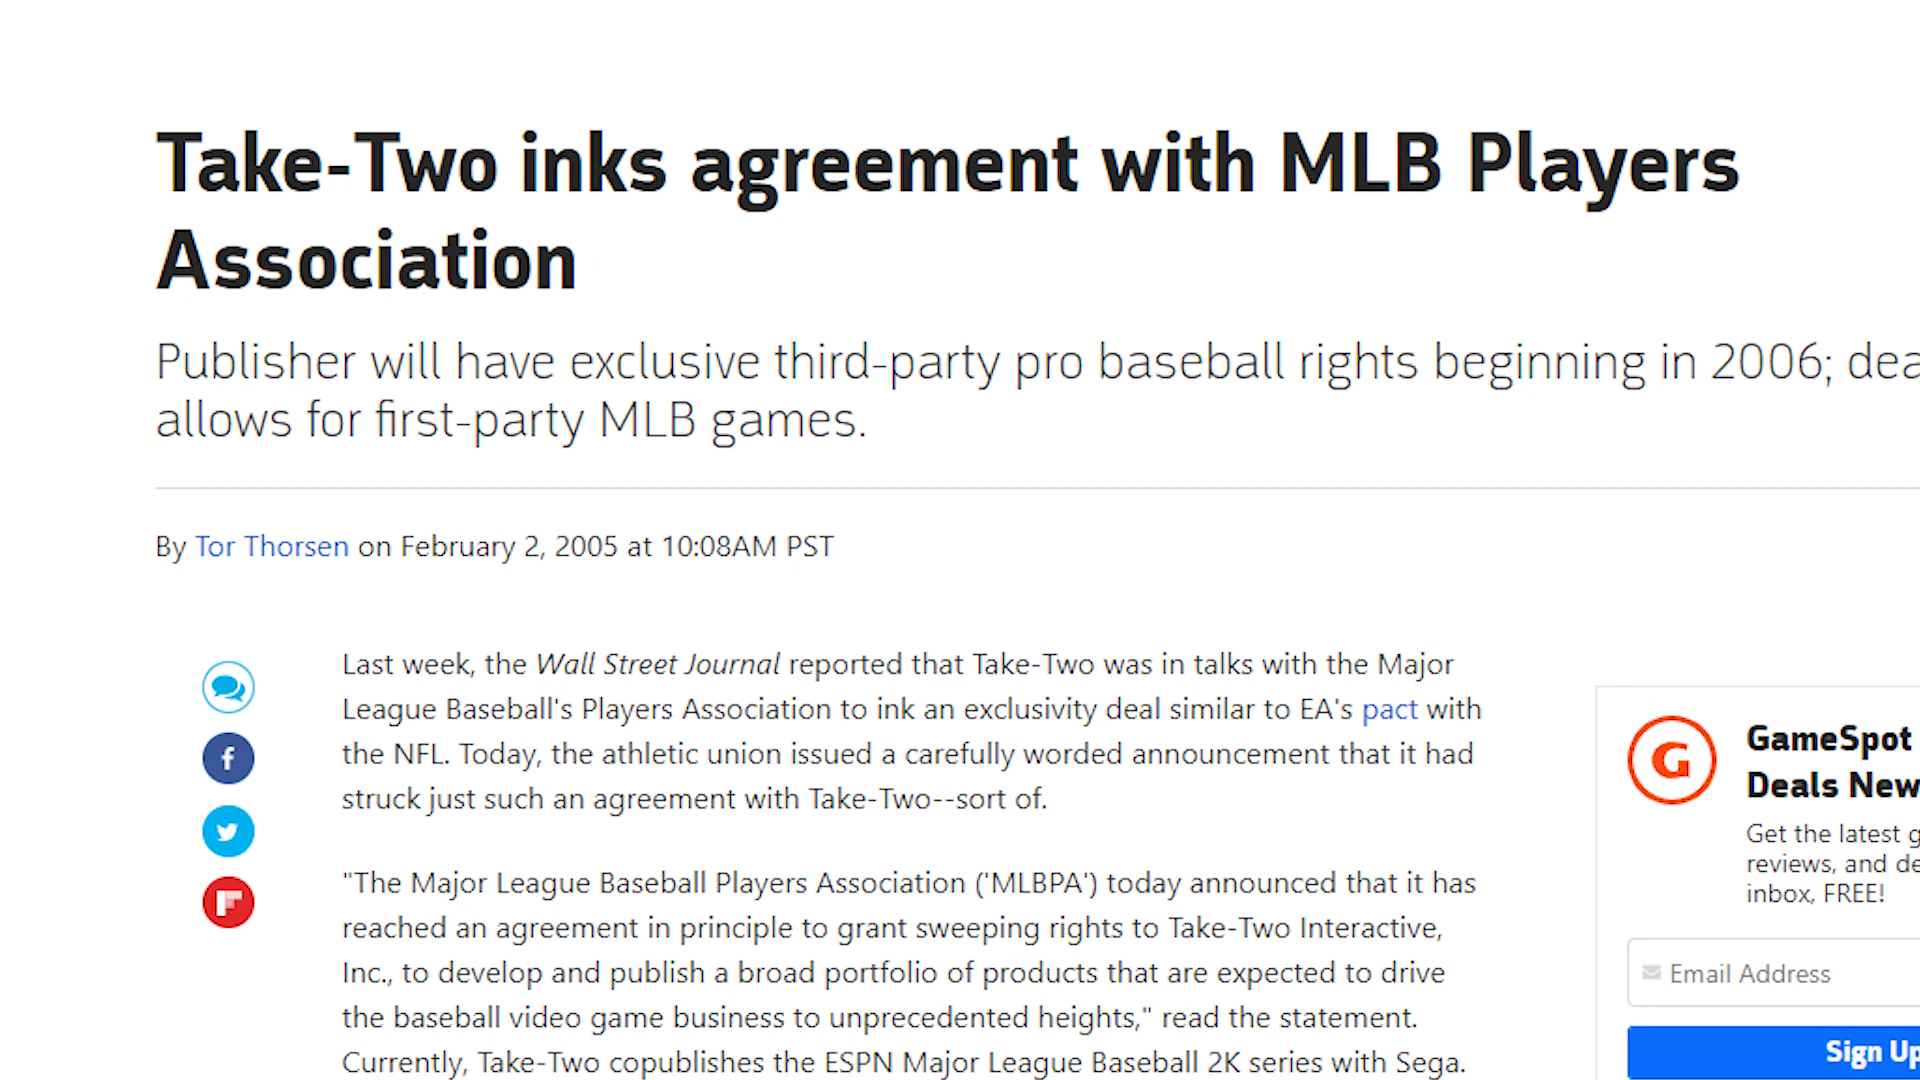 Take-Two inks agreement with MLB Players
Association
Publisher will have exclusive third-party pro baseball rights beginning in 2006;
allows for first-party MLB games.
By Tor Thorsen on February 2, 2005 at 10:08AM PST
Last week, the Wall Street Journal reported that Take-Two was in talks with the Major
League Baseball's Players Association to ink an exclusivity deal similar to EA's pact with
the NFL. Today, the athletic union issued a carefully worded announcement that it had
struck just such an agreement with Take-Two--sort of.
"The Major League Baseball Players Association ('MLBPA') today announced that it has
reached an agreement in principle to grant sweeping rights to Take-Two Interactive,
Inc., to develop and publish a broad portfolio of products that are expected to drive
the baseball video game business to unprecedented heights," read the statement.
Currently, Take-Two copublishes the ESPN Major League Baseball 2K series with Sega.
GameSpot
Deals
Get the latest
reviews, and
inbox, FREE!
Email Address
Sign